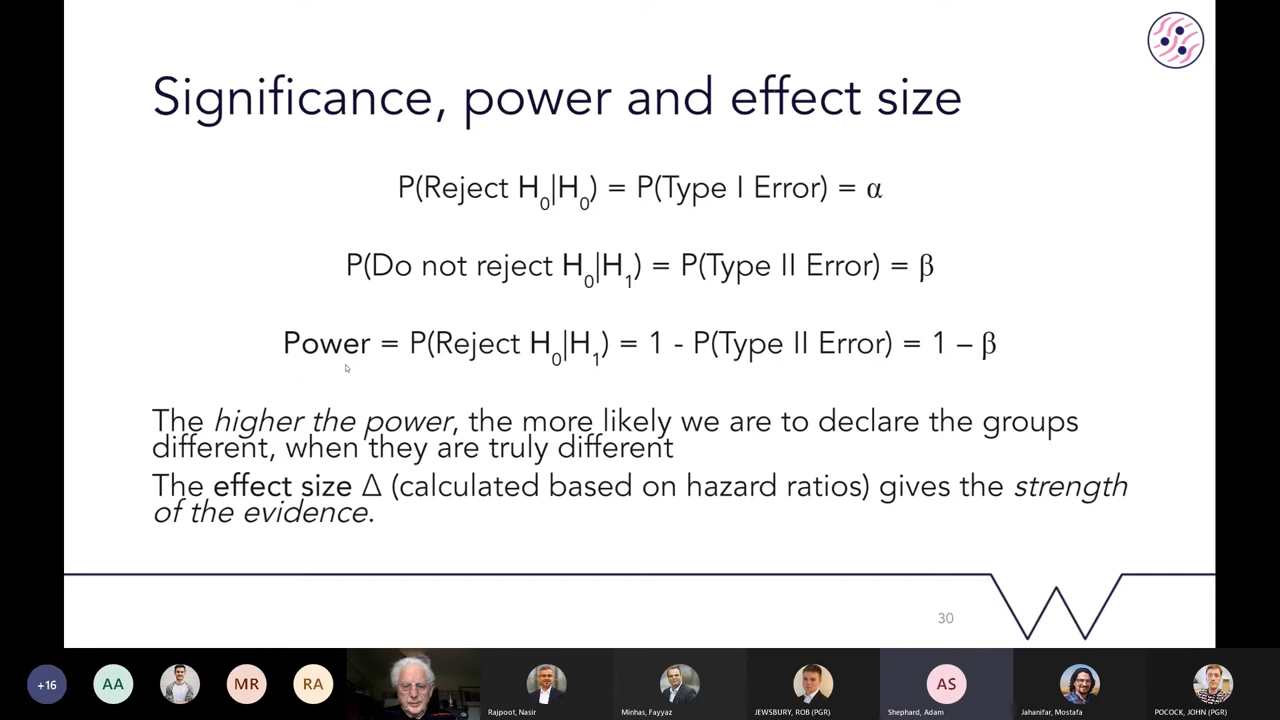 Significance, power and effect size
P(Reject H₀|H₀) = P(Type I Error) = α
P(Do not reject H₀|H₁) = P(Type II Error) = β
Power = P(Reject H₀|H₁) = 1 - P(Type II Error) = 1 – β
The higher the power, the more likely we are to declare the groups
different, when they are truly different
The effect size Δ (calculated based on hazard ratios) gives the strength
of the evidence.
30
+16
AA
MR
RA
AS
Rajpoot, Nasir
Minhas, Fayyaz
JEWSBURY, ROB (PGR)
Shephard, Adam
Jahanifar, Mostafa
POCOCK, JOHN (PGR)